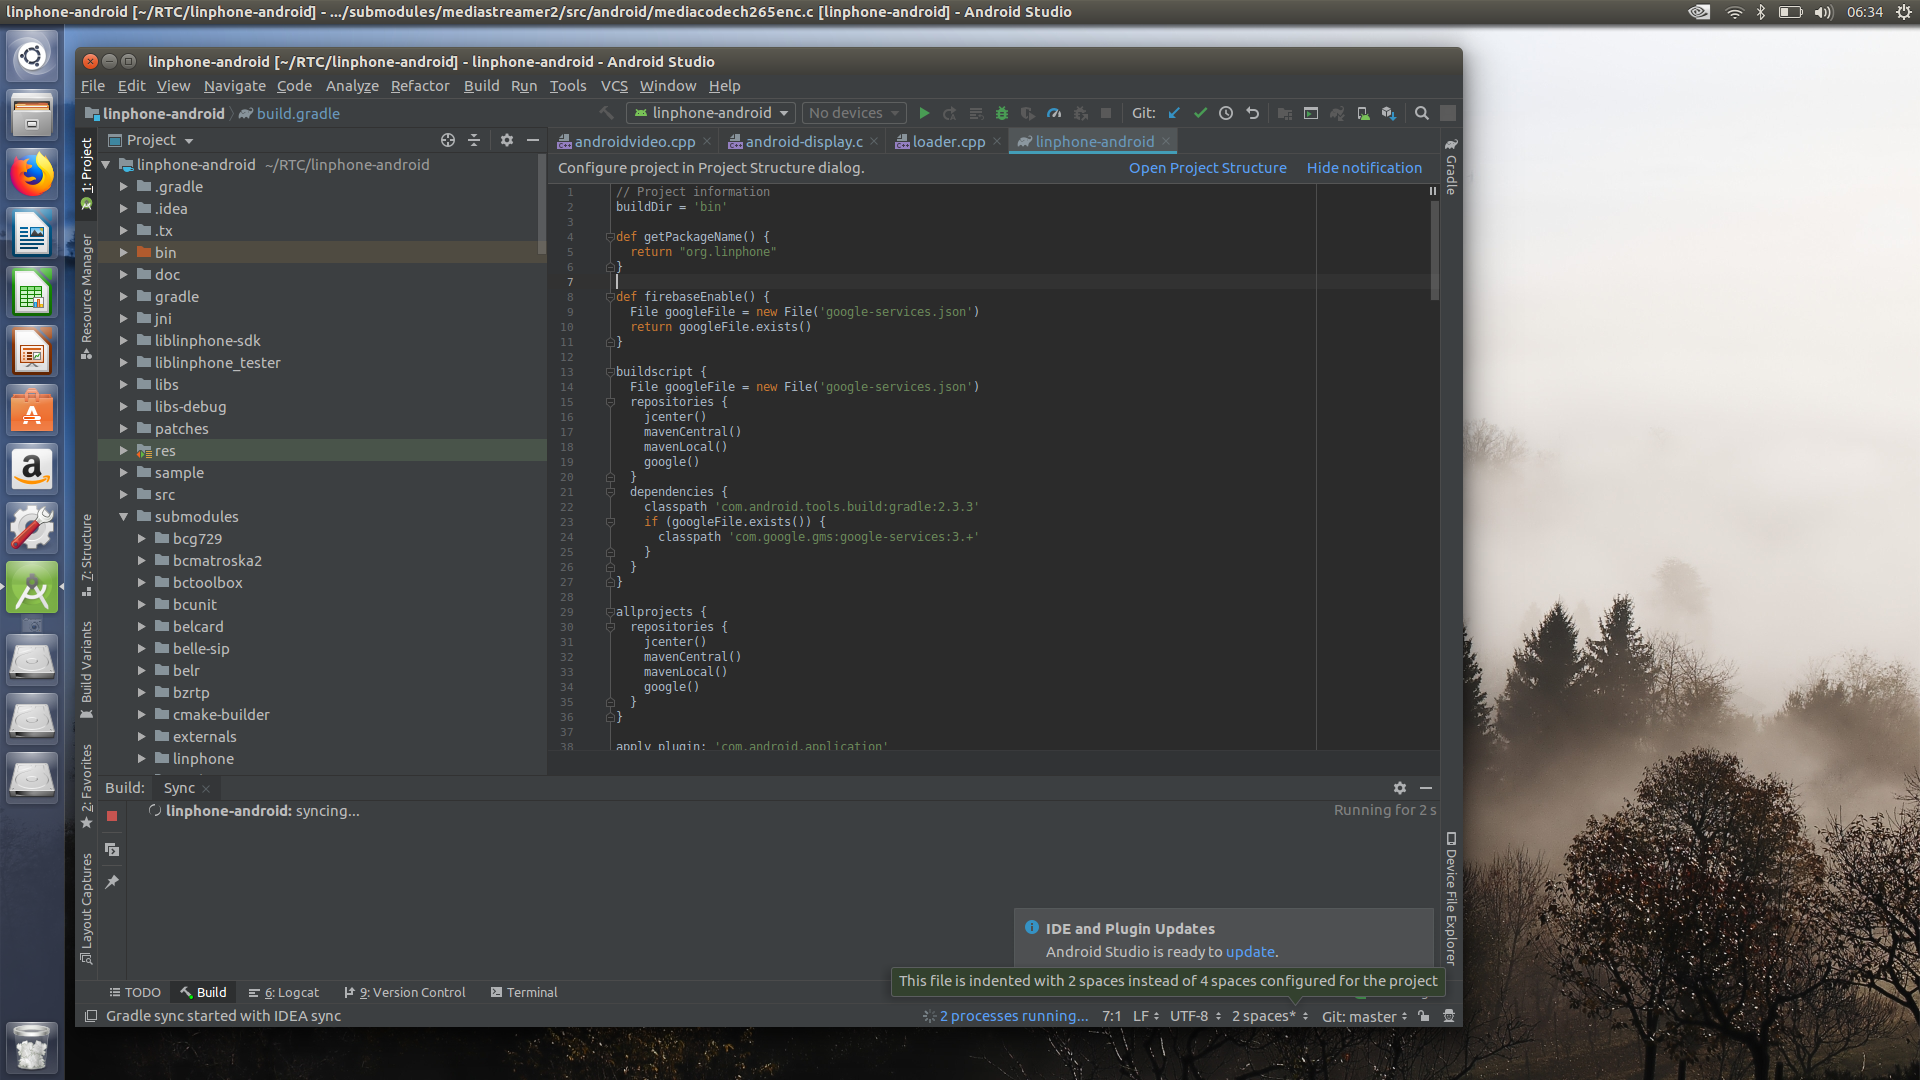 linphone-android [~/RTC/linphone-android] - .../submodules/mediastreamer2/src/android/mediacodech265enc.c [linphone-android] - Android Studio
06:34
linphone-android [~/RTC/linphone-android] - linphone-android - Android Studio
File Edit View Navigate Code Analyze Refactor Build Run Tools VCS Window Help
linphone-android build.gradle
linphone-android No devices Git:
Project
androidvideo.cpp android-display.c loader.cpp linphone-android
Configure project in Project Structure dialog. Open Project Structure Hide notification
1: Project
Resource Manager
7: Structure
Build Variants
2: Favorites
Layout Captures
linphone-android ~/RTC/linphone-android
.gradle
.idea
.tx
bin
doc
gradle
jni
liblinphone-sdk
liblinphone_tester
libs
libs-debug
patches
res
sample
src
submodules
bcg729
bcmatroska2
bctoolbox
bcunit
belcard
belle-sip
belr
bzrtp
cmake-builder
externals
linphone
1 // Project information
2 buildDir = 'bin'
3
4 def getPackageName() {
5 return "org.linphone"
6 }
7
8 def firebaseEnable() {
9 File googleFile = new File('google-services.json')
10 return googleFile.exists()
11 }
12
13 buildscript {
14 File googleFile = new File('google-services.json')
15 repositories {
16 jcenter()
17 mavenCentral()
18 mavenLocal()
19 google()
20 }
21 dependencies {
22 classpath 'com.android.tools.build:gradle:2.3.3'
23 if (googleFile.exists()) {
24 classpath 'com.google.gms:google-services:3.+'
25 }
26 }
27 }
28
29 allprojects {
30 repositories {
31 jcenter()
32 mavenCentral()
33 mavenLocal()
34 google()
35 }
36 }
37
38 apply plugin: 'com.android.application'
Gradle
Device File Explorer
Build: Sync
linphone-android: syncing... Running for 2 s
IDE and Plugin Updates
Android Studio is ready to update.
This file is indented with 2 spaces instead of 4 spaces configured for the project
TODO Build 6: Logcat 9: Version Control Terminal
Gradle sync started with IDEA sync 2 processes running... 7:1 LF UTF-8 2 spaces* Git: master